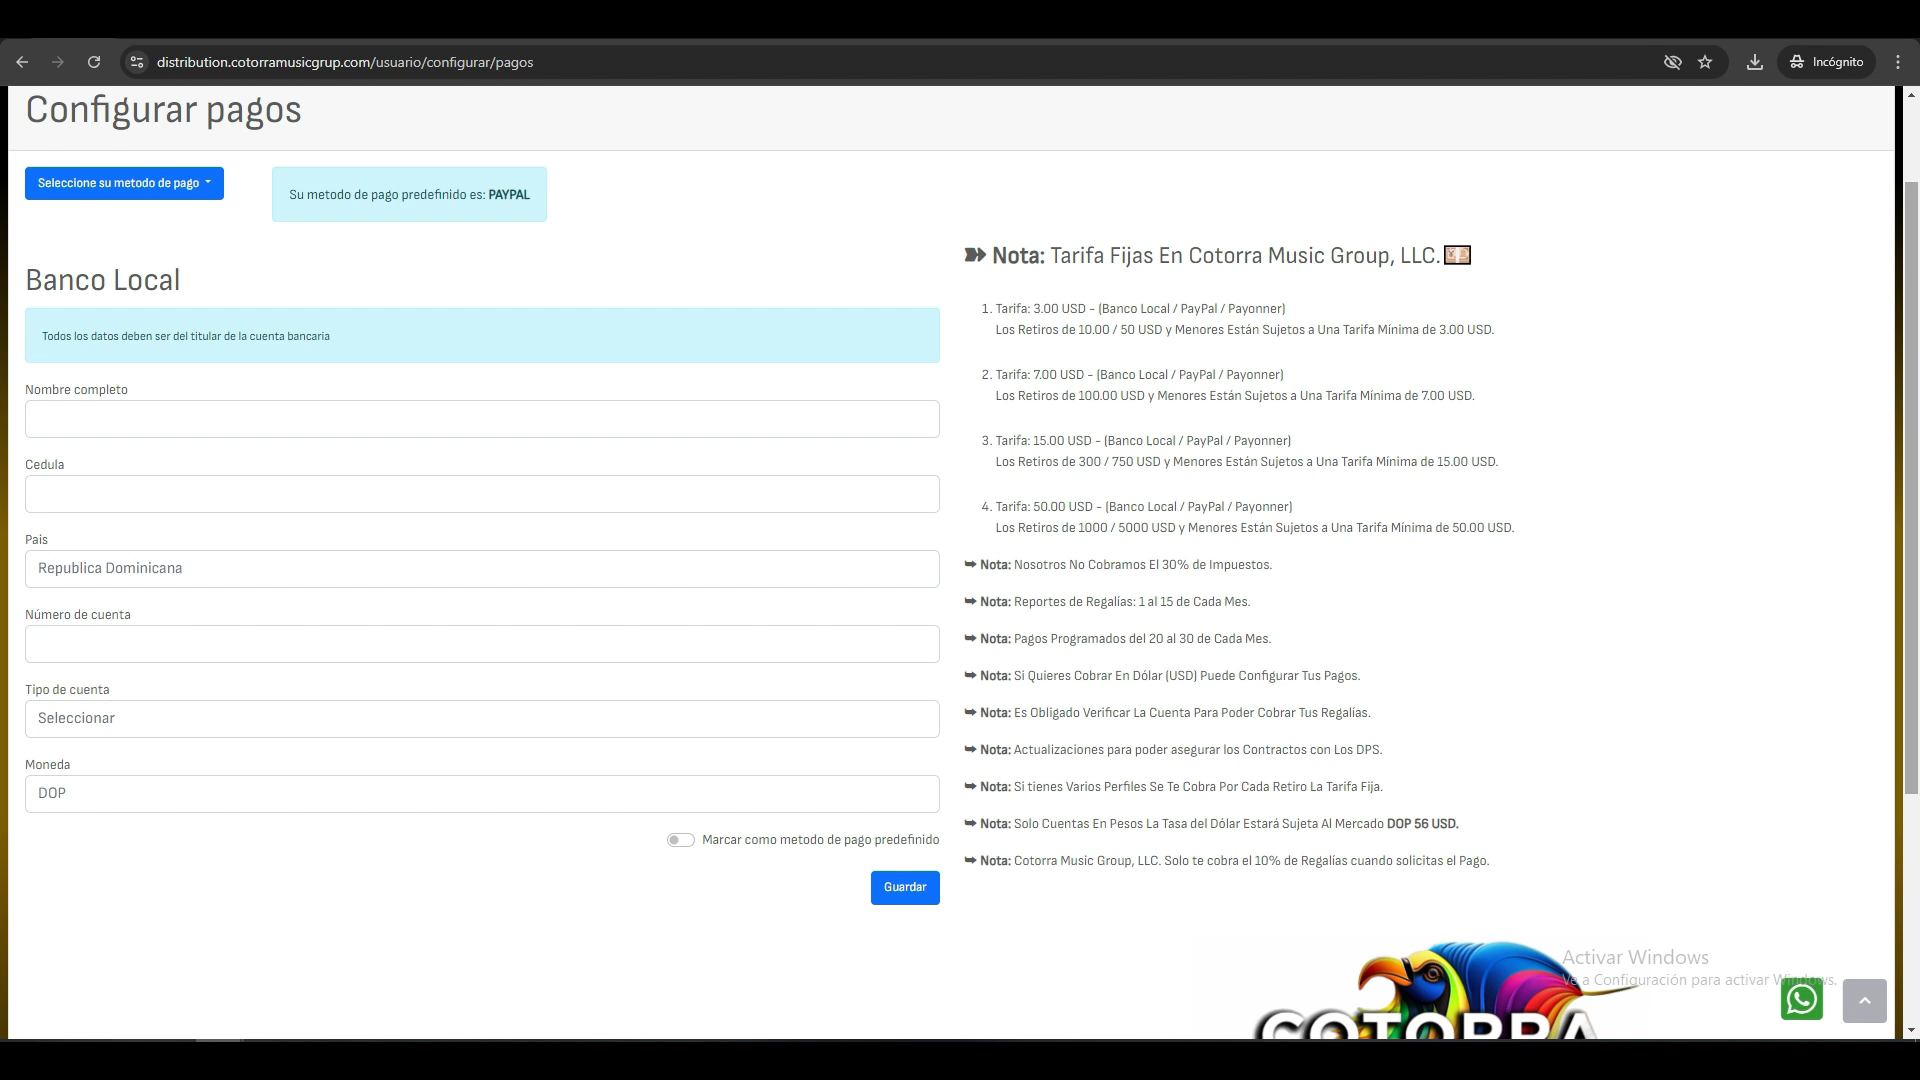 distribution.cotorramusicgrup.com/usuario/configurar/pagos
Incógnito
Configurar pagos
Seleccione su metodo de pago
Su metodo de pago predefinido es: PAYPAL
Banco Local
Todos los datos deben ser del titular de la cuenta bancaria
Nombre completo
Cedula
Pais
Republica Dominicana
Número de cuenta
Tipo de cuenta
Seleccionar
Moneda
DOP
Marcar como metodo de pago predefinido
Guardar
Nota: Tarifa Fijas En Cotorra Music Group, LLC.
1. Tarifa: 3.00 USD - (Banco Local / PayPal / Payonner)
Los Retiros de 10.00 / 50 USD y Menores Están Sujetos a Una Tarifa Mínima de 3.00 USD.
2. Tarifa: 7.00 USD - (Banco Local / PayPal / Payonner)
Los Retiros de 100.00 USD y Menores Están Sujetos a Una Tarifa Mínima de 7.00 USD.
3. Tarifa: 15.00 USD - (Banco Local / PayPal / Payonner)
Los Retiros de 300 / 750 USD y Menores Están Sujetos a Una Tarifa Mínima de 15.00 USD.
4. Tarifa: 50.00 USD - (Banco Local / PayPal / Payonner)
Los Retiros de 1000 / 5000 USD y Menores Están Sujetos a Una Tarifa Mínima de 50.00 USD.
➥ Nota: Nosotros No Cobramos El 30% de Impuestos.
➥ Nota: Reportes de Regalías: 1 al 15 de Cada Mes.
➥ Nota: Pagos Programados del 20 al 30 de Cada Mes.
➥ Nota: Si Quieres Cobrar En Dólar (USD) Puede Configurar Tus Pagos.
➥ Nota: Es Obligado Verificar La Cuenta Para Poder Cobrar Tus Regalías.
➥ Nota: Actualizaciones para poder asegurar los Contractos con Los DPS.
➥ Nota: Si tienes Varios Perfiles Se Te Cobra Por Cada Retiro La Tarifa Fija.
➥ Nota: Solo Cuentas En Pesos La Tasa del Dólar Estará Sujeta Al Mercado DOP 56 USD.
➥ Nota: Cotorra Music Group, LLC. Solo te cobra el 10% de Regalías cuando solicitas el Pago.
COTORRA
Activar Windows
Ve a Configuración para activar Windows.